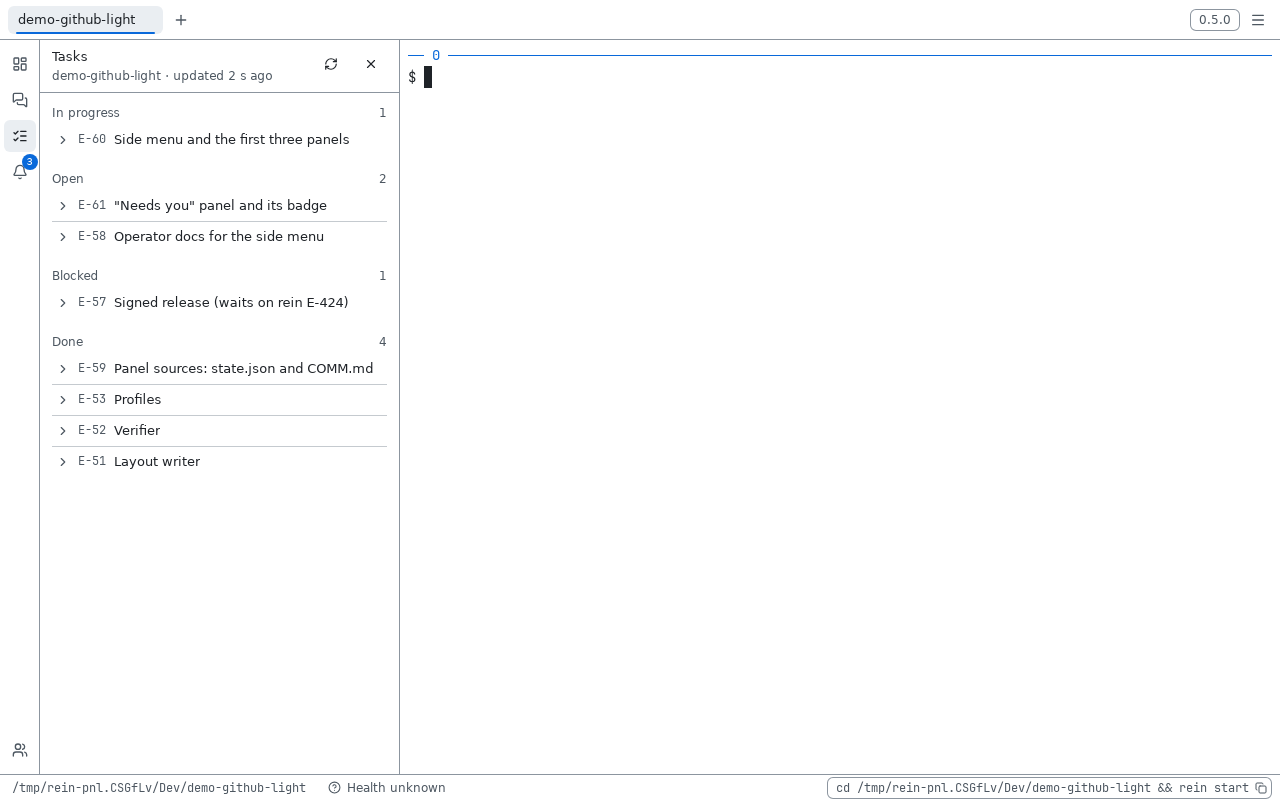 demo-github-light
0.5.0
Tasks
demo-github-light · updated 2 s ago
In progress 1
E-60 Side menu and the first three panels
Open 2
E-61 "Needs you" panel and its badge
E-58 Operator docs for the side menu
Blocked 1
E-57 Signed release (waits on rein E-424)
Done 4
E-59 Panel sources: state.json and COMM.md
E-53 Profiles
E-52 Verifier
E-51 Layout writer
3
0
$
/tmp/rein-pnl.CSGfLv/Dev/demo-github-light
Health unknown
cd /tmp/rein-pnl.CSGfLv/Dev/demo-github-light && rein start